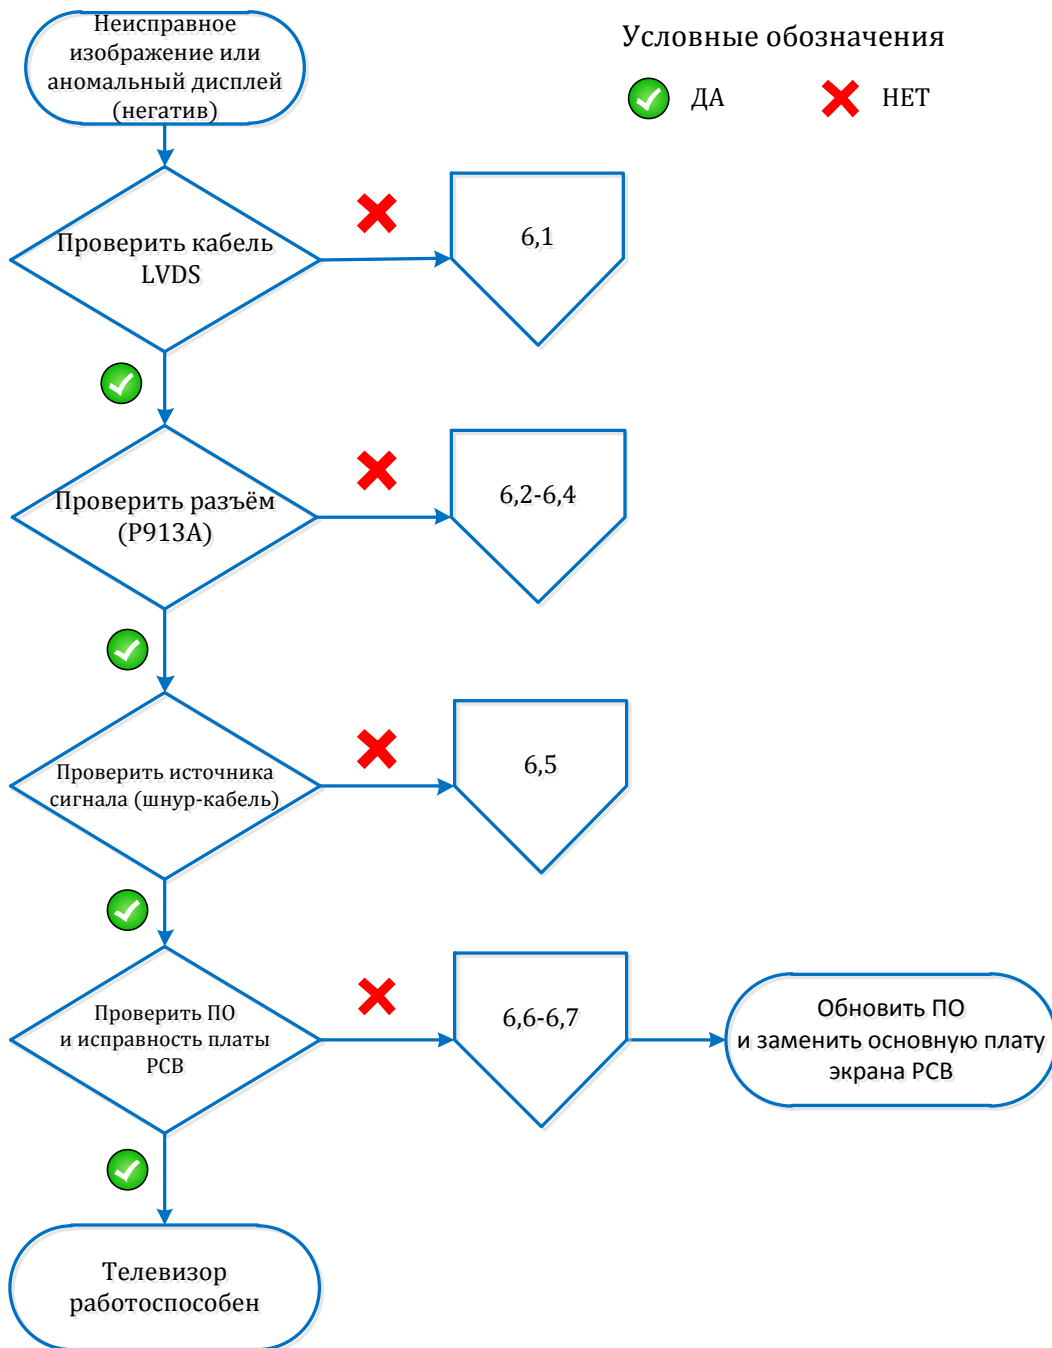 Неисправное
изображение или
аномальный дисплей
(негатив)
Условные обозначения
ДА
НЕТ
Проверить кабель
LVDS
6,1
Проверить разъём
(P913A)
6,2-6,4
Проверить источника
сигнала (шнур-кабель)
6,5
Проверить ПО
и исправность платы
PCB
6,6-6,7
Обновить ПО
и заменить основную плату
экрана PCB
Телевизор
работоспособен